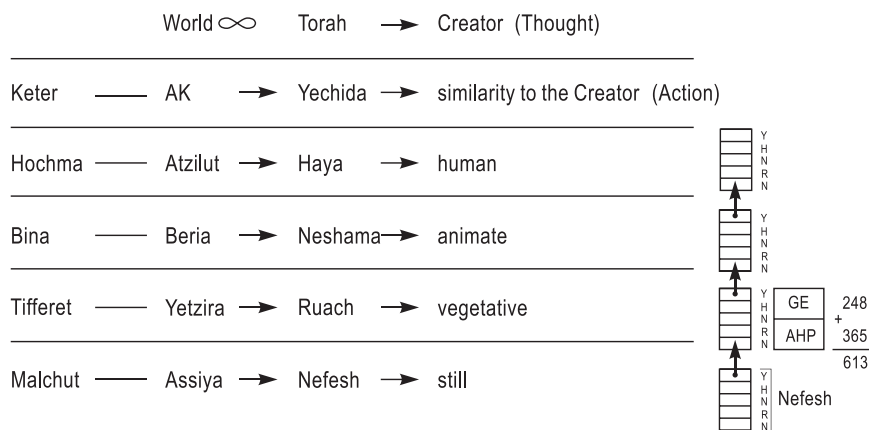 World ∞ Torah → Creator (Thought)
Keter — AK → Yechida → similarity to the Creator (Action)
Hochma — Atzilut → Haya → human
Y
H
N
R
N
Bina — Beria → Neshama → animate
Y
H
N
R
N
Tifferet — Yetzira → Ruach → vegetative
Y
H
N
R
N
GE 248
+
AHP 365
613
Malchut — Assiya → Nefesh → still
Y
H
N
R
N
Nefesh